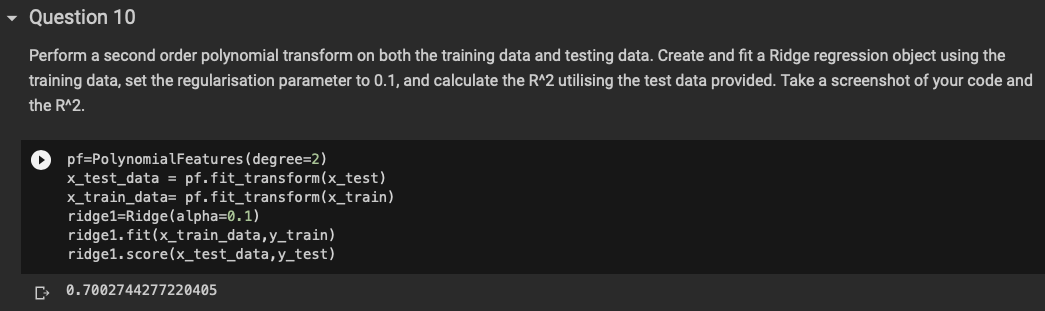 Question 10
Perform a second order polynomial transform on both the training data and testing data. Create and fit a Ridge regression object using the
training data, set the regularisation parameter to 0.1, and calculate the R^2 utilising the test data provided. Take a screenshot of your code and
the R^2.
pf=PolynomialFeatures(degree=2)
x_test_data = pf.fit_transform(x_test)
x_train_data= pf.fit_transform(x_train)
ridge1=Ridge(alpha=0.1)
ridge1.fit(x_train_data,y_train)
ridge1.score(x_test_data,y_test)
0.7002744277220405